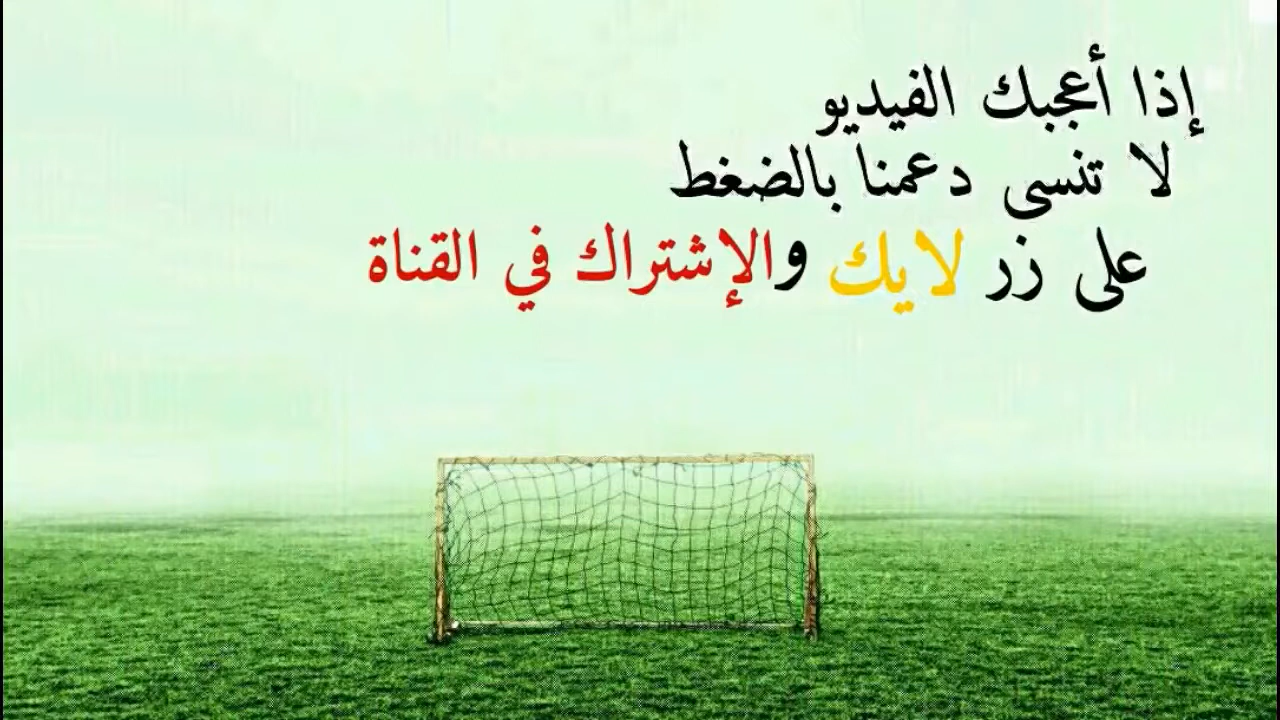 إذا أعجبك الفيديو
لا تنسى دعمنا بالضغط
على زر لايك والإشتراك في القناة